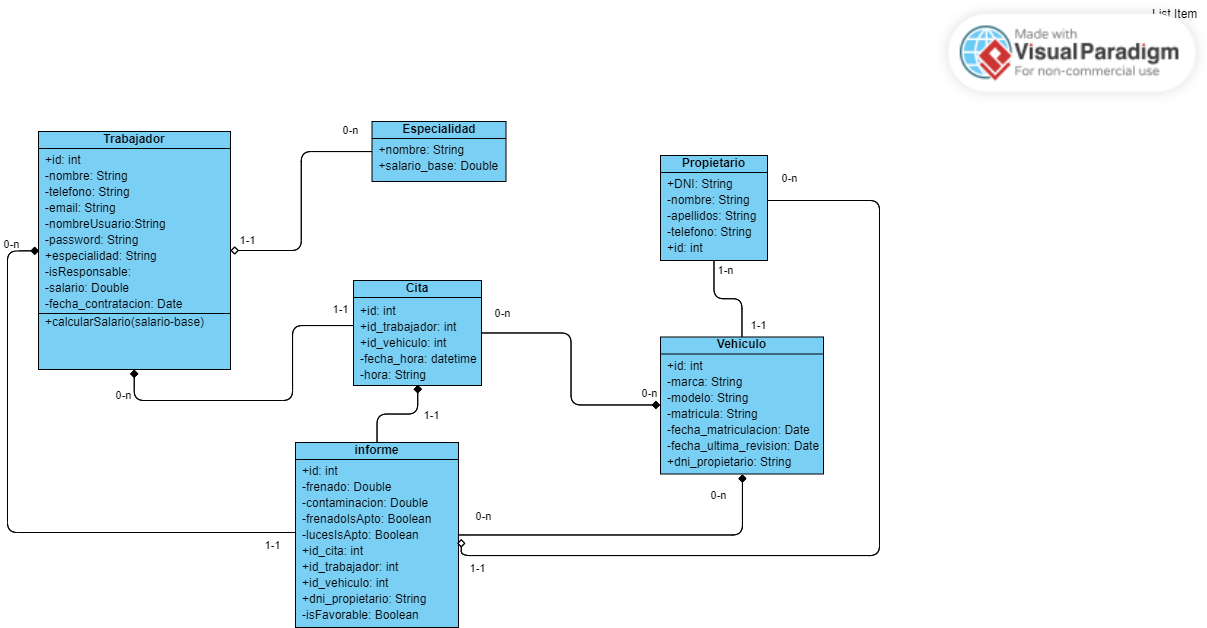 List Item
Made with
VisualParadigm
For non-commercial use
Trabajador
+id: int
-nombre: String
-telefono: String
-email: String
-nombreUsuario:String
-password: String
+especialidad: String
-isResponsable:
-salario: Double
-fecha_contratacion: Date
+calcularSalario(salario-base)
0-n
0-n
1-1
0-n
Especialidad
+nombre: String
+salario_base: Double
Propietario
+DNI: String
-nombre: String
-apellidos: String
-telefono: String
+id: int
0-n
1-n
1-1
Cita
+id: int
+id_trabajador: int
+id_vehiculo: int
-fecha_hora: datetime
-hora: String
1-1
0-n
1-1
0-n
Vehiculo
+id: int
-marca: String
-modelo: String
-matricula: String
-fecha_matriculacion: Date
-fecha_ultima_revision: Date
+dni_propietario: String
0-n
informe
+id: int
-frenado: Double
-contaminacion: Double
-frenadoIsApto: Boolean
-lucesIsApto: Boolean
+id_cita: int
+id_trabajador: int
+id_vehiculo: int
+dni_propietario: String
-isFavorable: Boolean
1-1
0-n
1-1